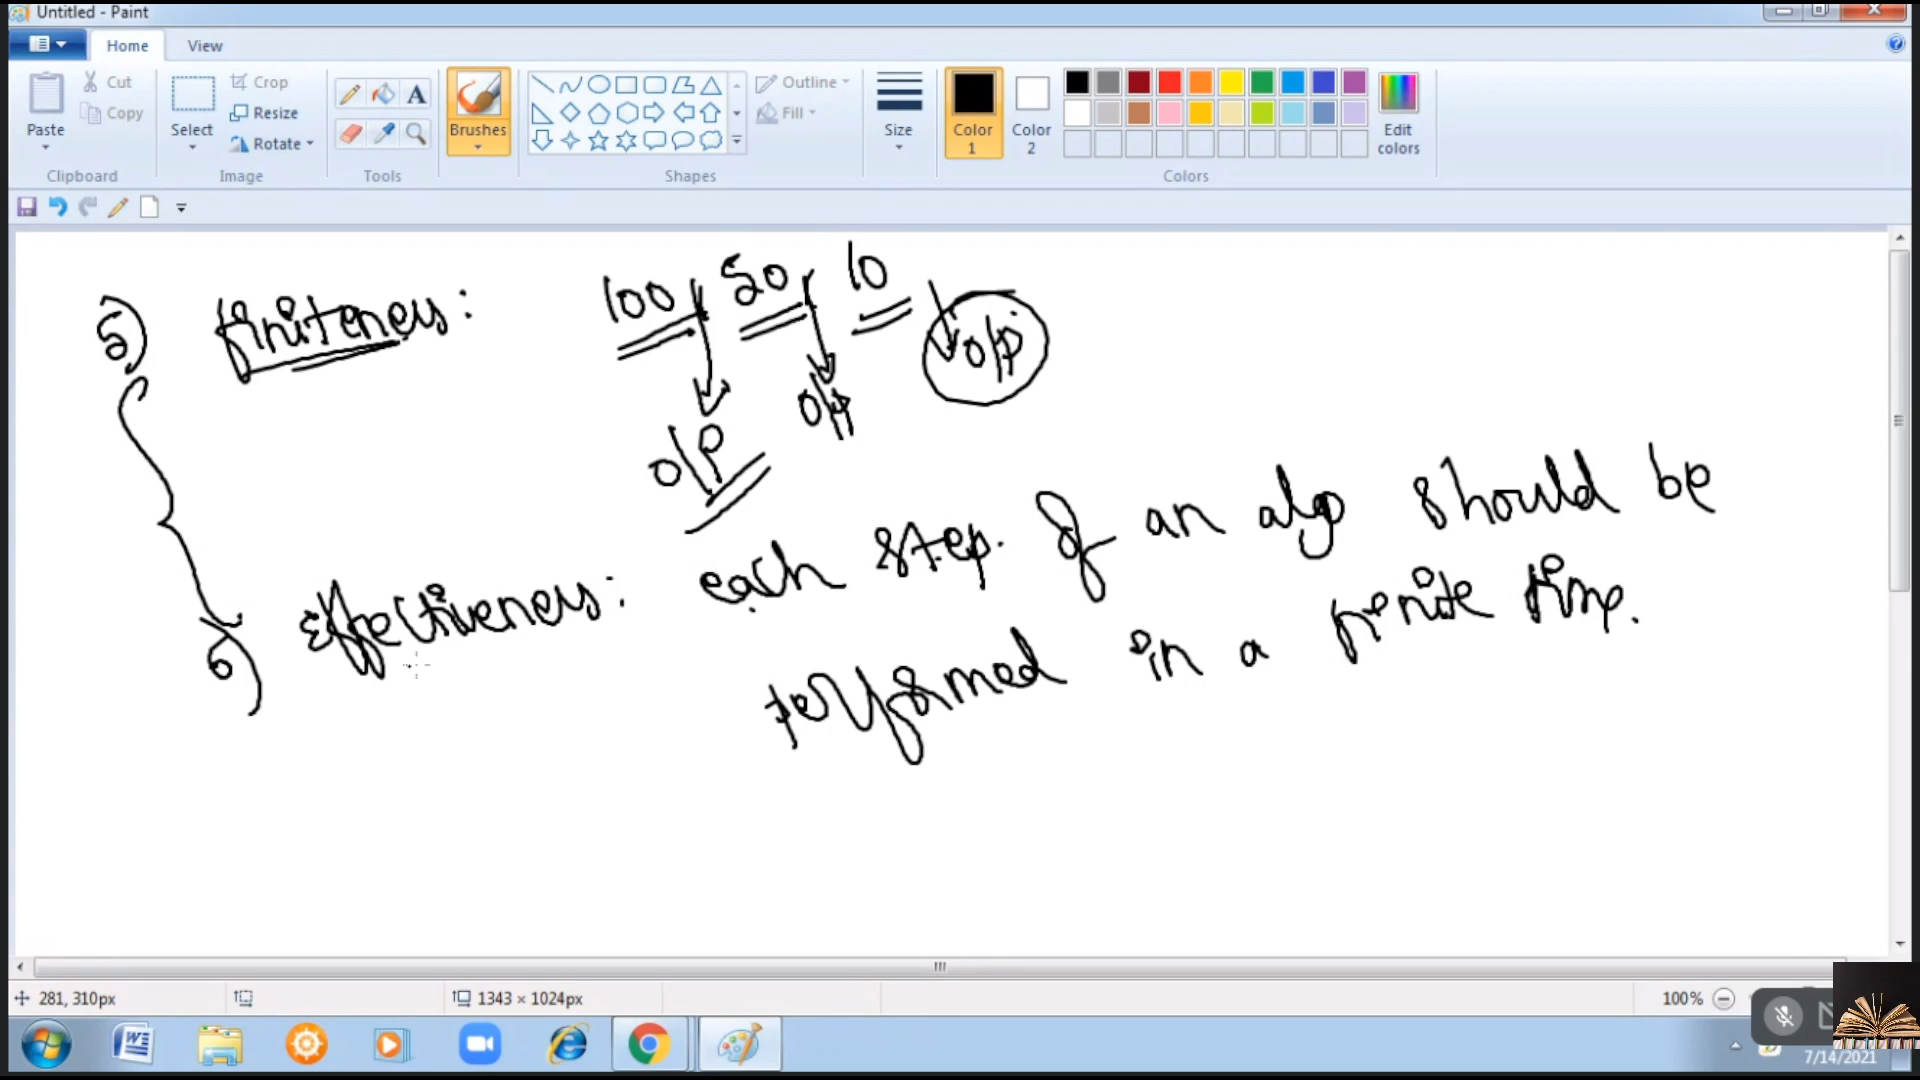 Untitled - Paint
Home View
Paste
Cut
Copy
Clipboard
Select
Crop
Resize
Rotate
Image
Tools
Brushes
Shapes
Outline
Fill
Size
Color 1
Color 2
Edit colors
Colors
5) finiteness: 100, 50, 10
o/p
o/p
o/p
6) Effectiveness: each step. of an algo should be
performed in a finite time.
281, 310px
1343 × 1024px
100%
7/14/2021